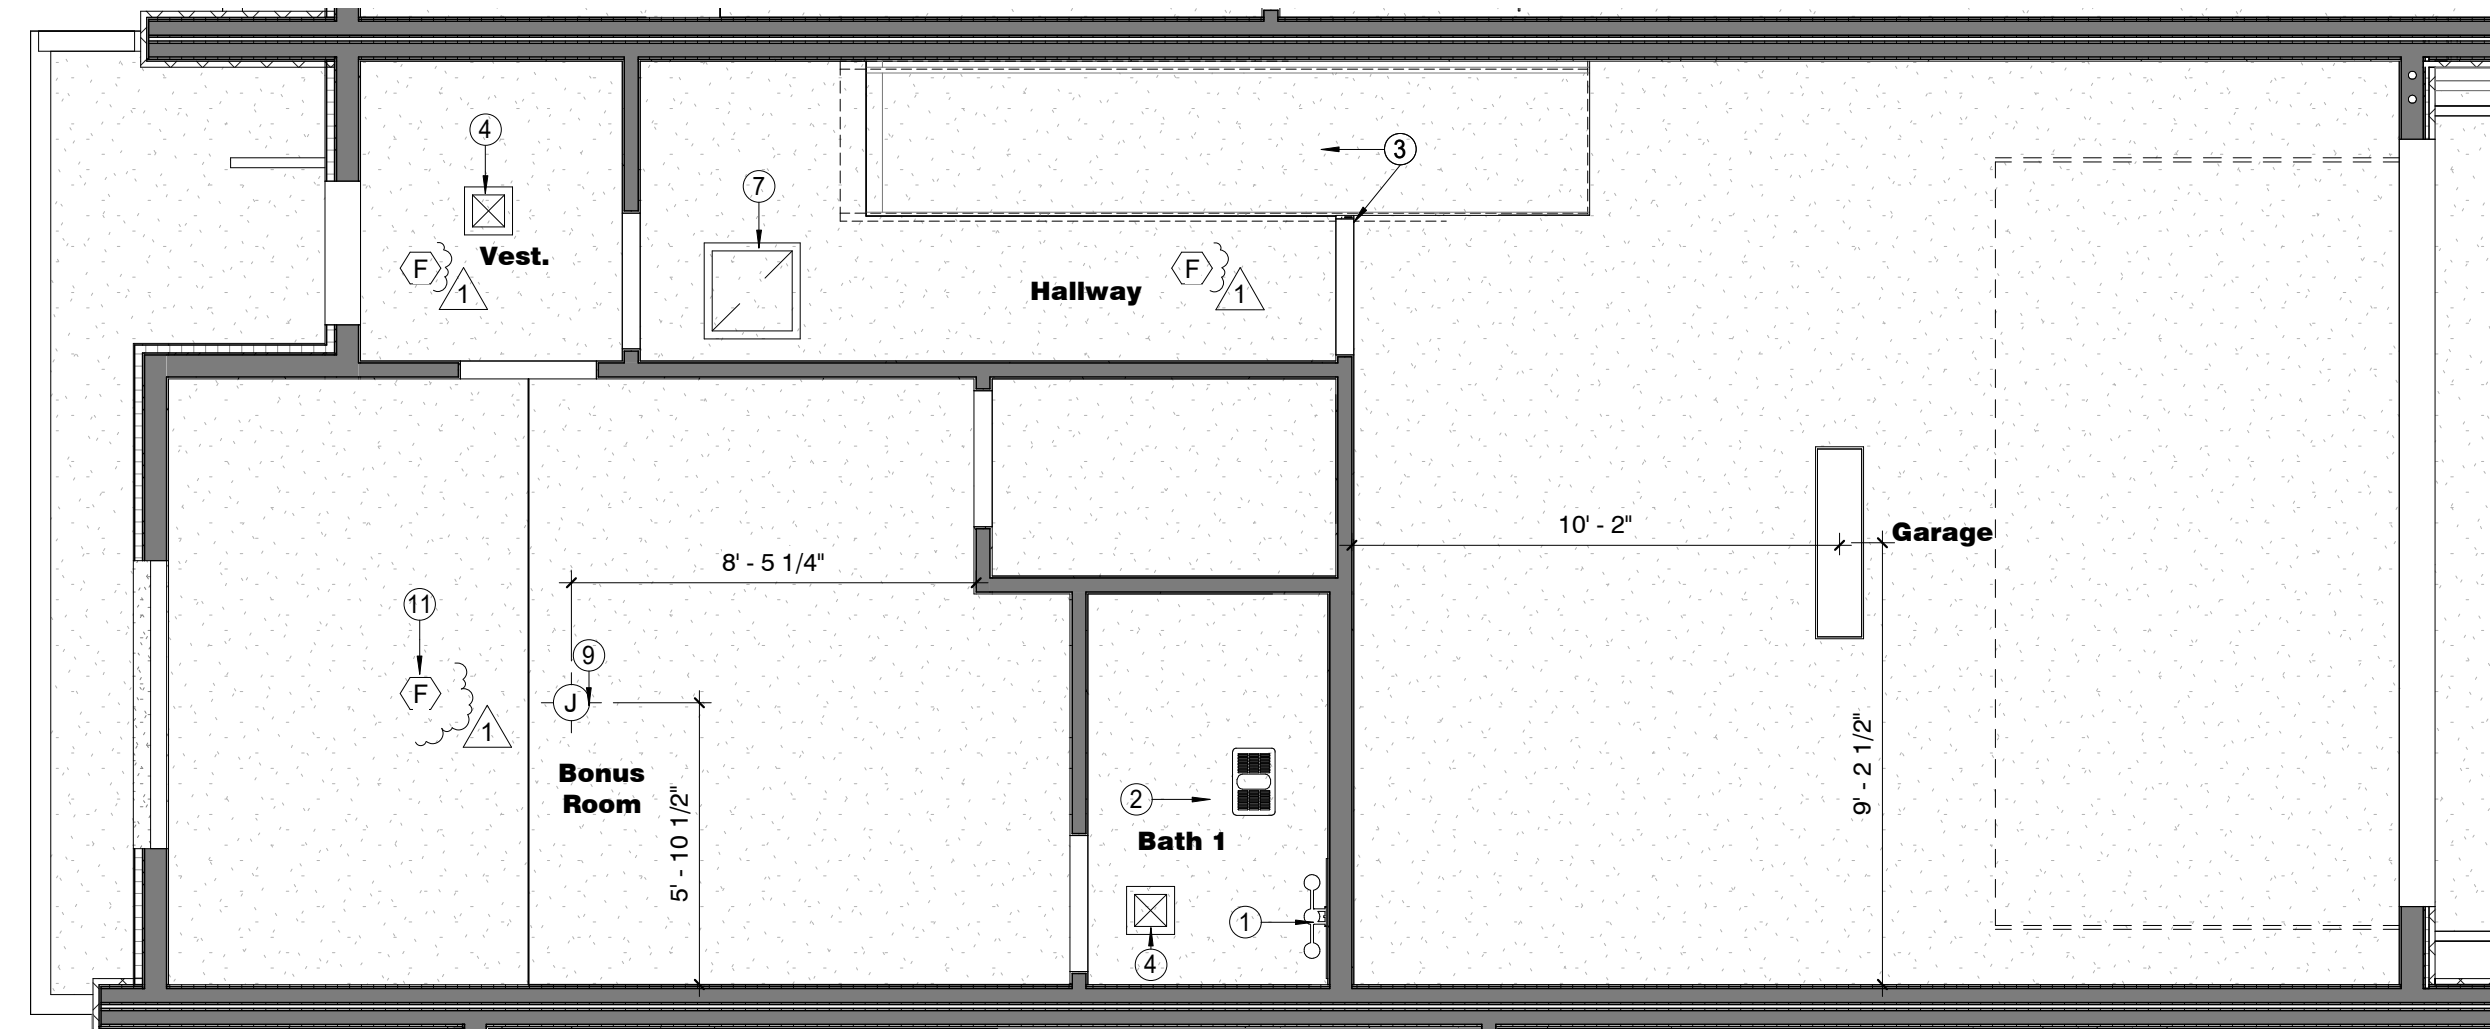 4
7
3
Vest.
F
1
Hallway
F
1
10' - 2"
Garage
8' - 5 1/4"
11
9
F
J
1
Bonus
Room
5' - 10 1/2"
2
Bath 1
9' - 2 1/2"
1
4